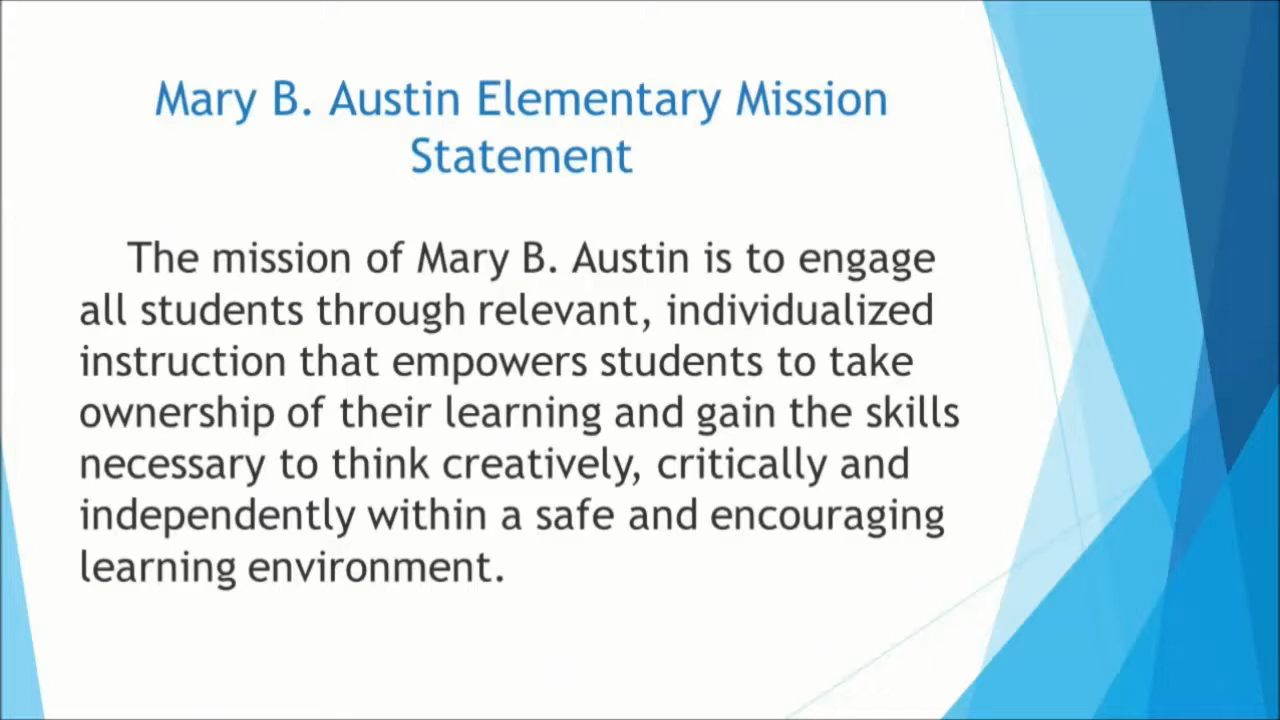 Mary B. Austin Elementary Mission
Statement
The mission of Mary B. Austin is to engage
all students through relevant, individualized
instruction that empowers students to take
ownership of their learning and gain the skills
necessary to think creatively, critically and
independently within a safe and encouraging
learning environment.